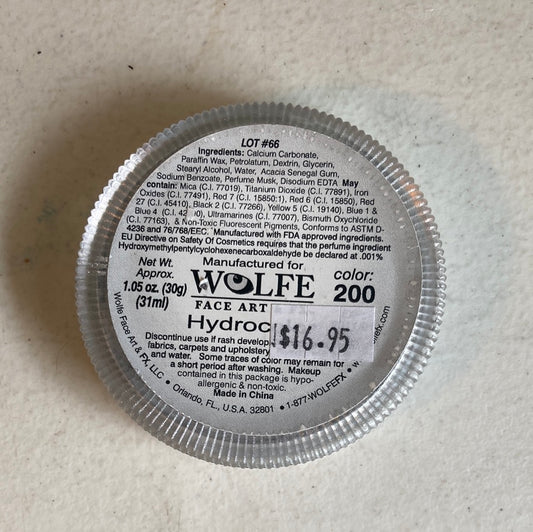 LOT #66
Ingredients: Calcium Carbonate,
Paraffin Wax, Petrolatum, Dextrin, Glycerin,
Stearyl Alcohol, Water, Acacia Senegal Gum,
Sodium Benzoate, Perfume Musk, Disodium EDTA May
contain: Mica (C.I. 77019), Titanium Dioxide (C.I. 77891), Iron
Oxides (C.I. 77491), Red 7 (C.I. 15850:1), Red 6 (C.I. 15850), Red
27 (C.I. 45410), Black 2 (C.I. 77266), Yellow 5 (C.I. 19140), Blue 1 &
Blue 4 (C.I. 42 0), Ultramarines (C.I. 77007), Bismuth Oxychloride
(C.I. 77163), & Non-Toxic Fluorescent Pigments, Conforms to ASTM D-
4236 and 76/768/EEC. Manufactured with FDA approved ingredients.
EU Directive on Safety Of Cosmetics requires that the perfume ingredient
Hydroxymethylpentylcyclohexenecarboxaldehyde be declared at .001%
Net Wt.
Approx.
1.05 oz. (30g)
(31ml)
Manufactured for
WOLFE
FACE ART
Hydroc
color:
200
$16.95
Discontinue use if rash develop
fabrics, carpets and upholstery
and water. Some traces of color may remain for
a short period after washing. Makeup
contained in this package is hypo-
allergenic & non-toxic.
Made in China
Wolfe Face Art & FX, LLC • Orlando, FL, U.S.A. 32801 • 1-877-WOLFEFX • w olfefx.com